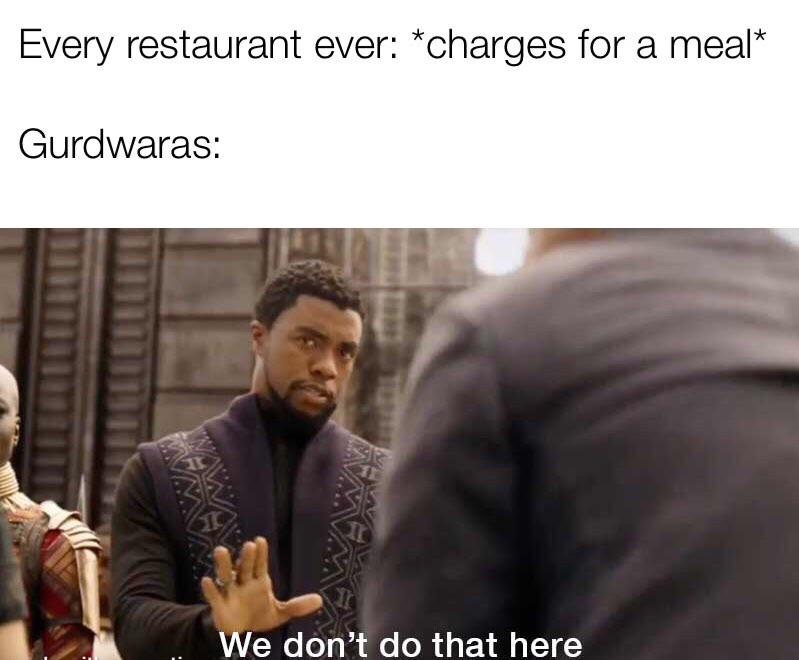 Every restaurant ever: *charges for a meal*
Gurdwaras:
We don't do that here